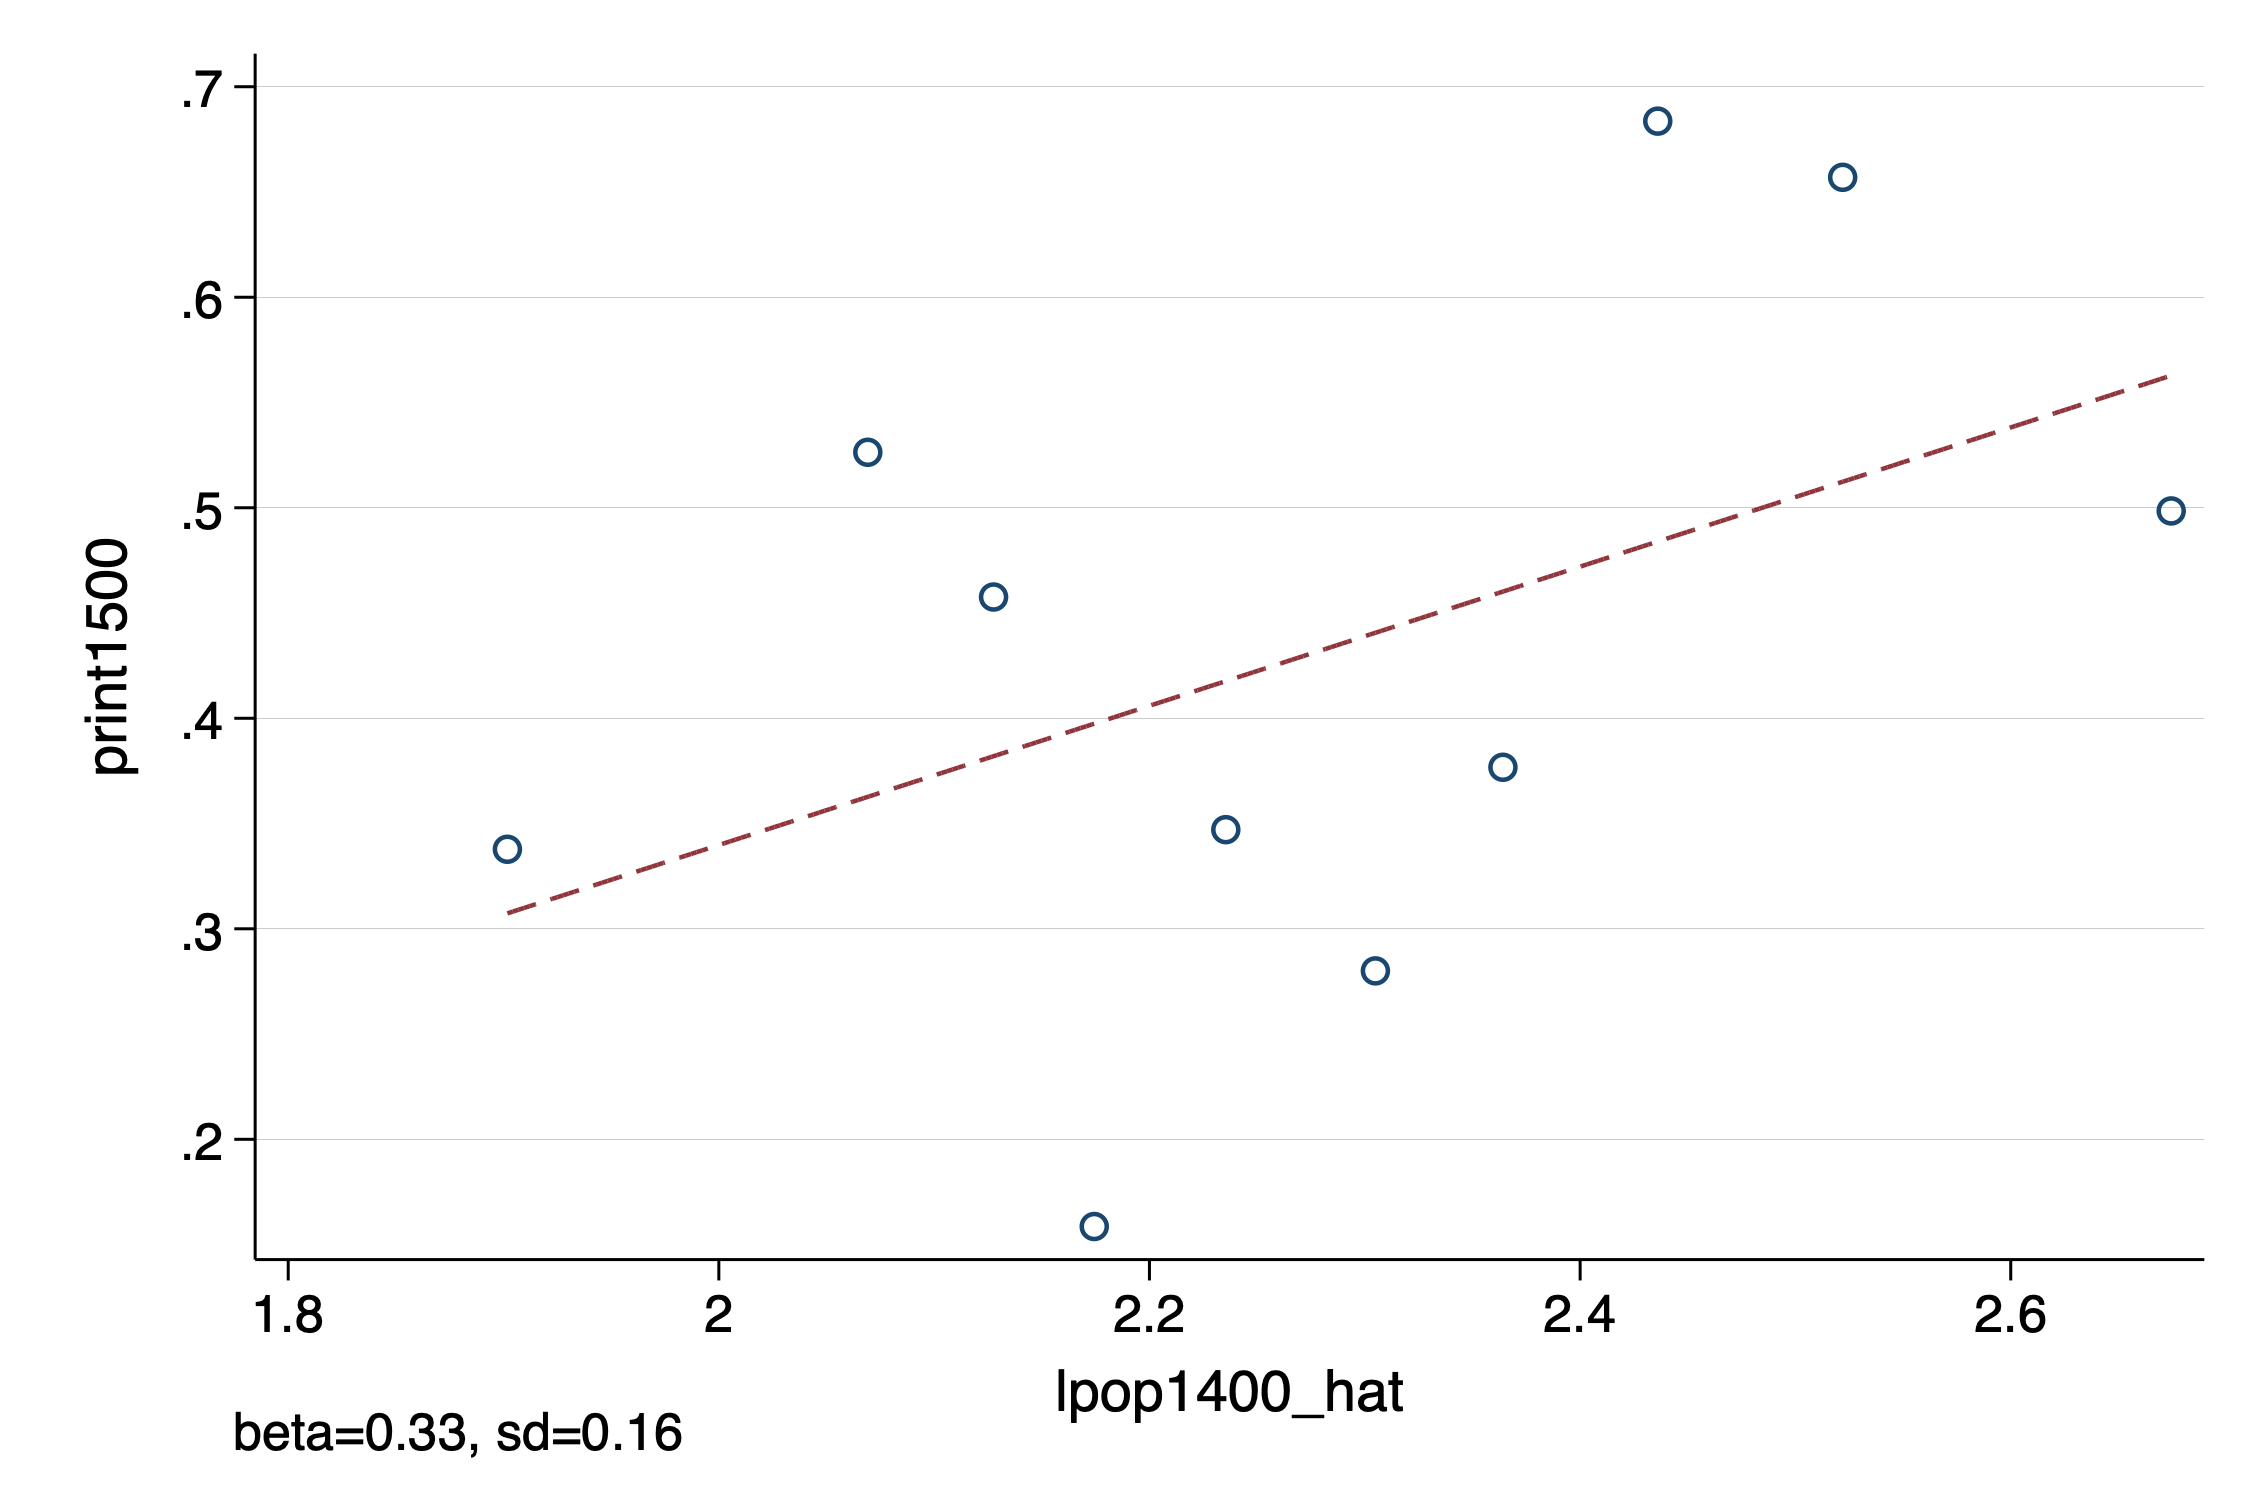 .7
.6
.5
.4
.3
.2
print1500
1.8 2 2.2 2.4 2.6
lpop1400_hat
beta=0.33, sd=0.16